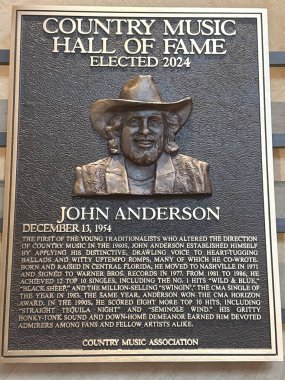 COUNTRY MUSIC
HALL OF FAME
ELECTED 2024
JOHN ANDERSON
DECEMBER 13, 1954
THE FIRST OF THE YOUNG TRADITIONALISTS WHO ALTERED THE DIRECTION
OF COUNTRY MUSIC IN THE 1980S, JOHN ANDERSON ESTABLISHED HIMSELF
BY APPLYING HIS DISTINCTIVE, DRAWLING VOICE TO HEART-TUGGING
BALLADS AND WITTY UPTEMPO ROMPS, MANY OF WHICH HE CO-WROTE.
BORN AND RAISED IN CENTRAL FLORIDA, HE MOVED TO NASHVILLE IN 1971
AND SIGNED TO WARNER BROS. RECORDS IN 1977. FROM 1981 TO 1986, HE
ACHIEVED 12 TOP 10 SINGLES, INCLUDING THE NO. 1 HITS "WILD & BLUE,"
"BLACK SHEEP," AND THE MILLION-SELLING "SWINGIN'," THE CMA SINGLE OF
THE YEAR IN 1983. THE SAME YEAR, ANDERSON WON THE CMA HORIZON
AWARD. IN THE 1990S, HE SCORED EIGHT MORE TOP 10 HITS, INCLUDING
"STRAIGHT TEQUILA NIGHT" AND "SEMINOLE WIND." HIS GRITTY
HONKY-TONK SOUND AND DOWN-HOME DEMEANOR EARNED HIM DEVOTED
ADMIRERS AMONG FANS AND FELLOW ARTISTS ALIKE.
COUNTRY MUSIC ASSOCIATION